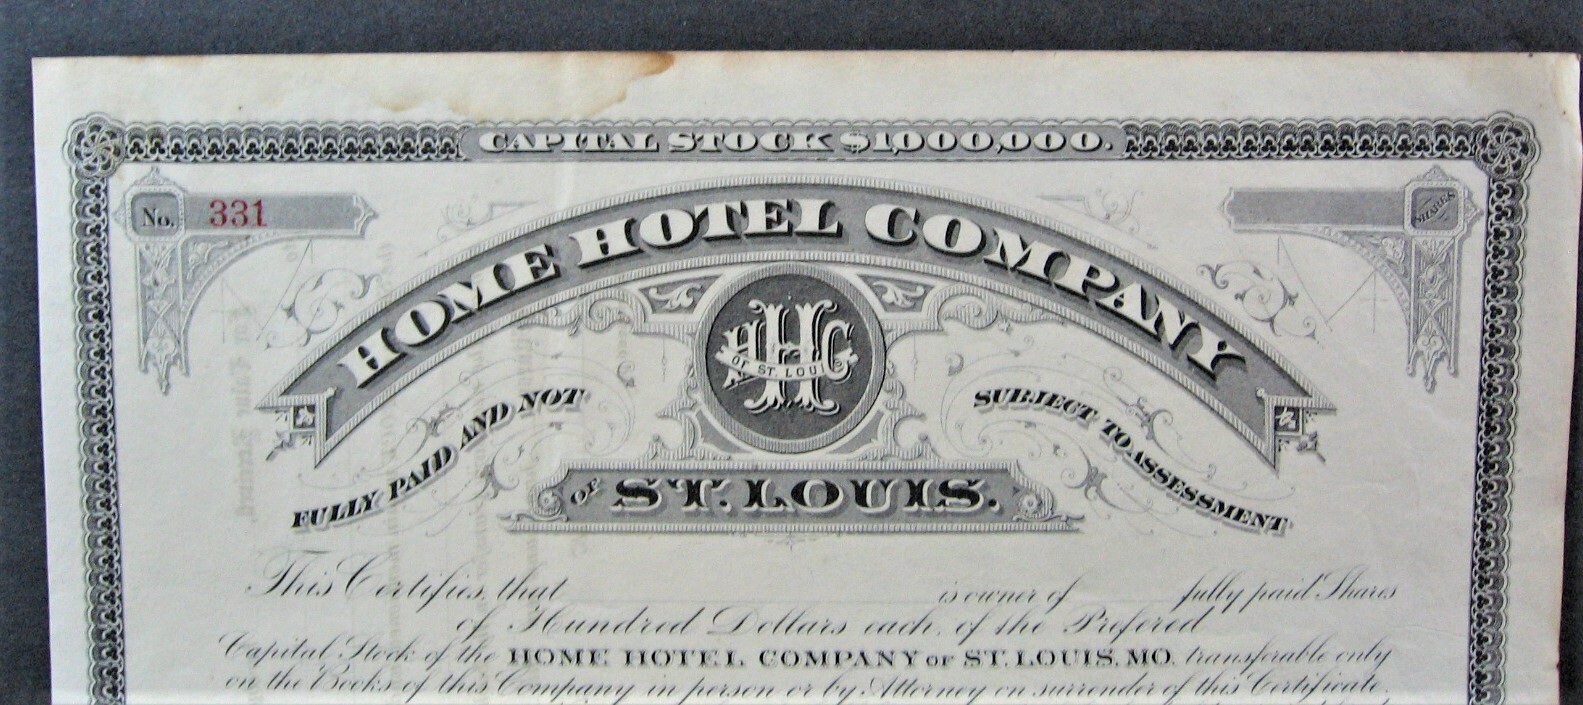 CAPITAL STOCK $1,000,000.
No. 331
SHARES
HOME HOTEL COMPANY
HHC
OF ST. LOUIS
FULLY PAID AND NOT
SUBJECT TO ASSESSMENT
OF ST. LOUIS.
This Certifies that is owner of fully paid Shares
of Hundred Dollars each, of the Prefered
Capital Stock of the HOME HOTEL COMPANY of ST. LOUIS, MO. transferable only
on the Books of this Company in person or by Attorney on surrender of this Certificate.